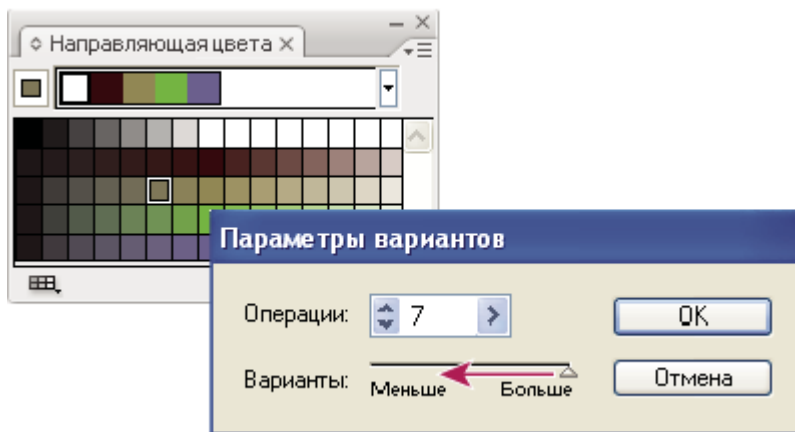 Направляющая цвета
Параметры вариантов
Операции: 7
OK
Варианты:
Меньше Больше
Отмена